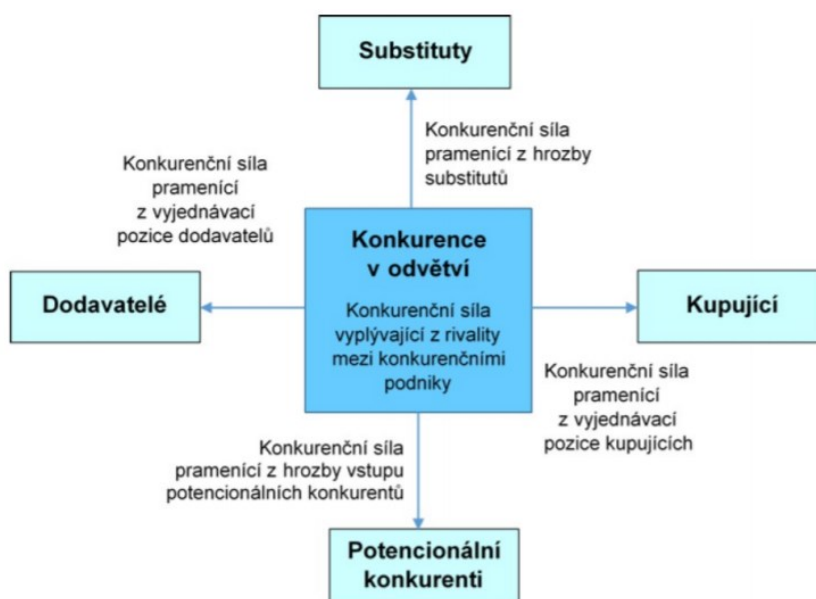 Substituty
Konkurenční síla
pramenící z hrozby
substitutů
Konkurenční síla
pramenící
z vyjednávací
pozice dodavatelů
Konkurence
v odvětví
Konkurenční síla
vyplývající z rivality
mezi konkurenčními
podniky
Dodavatelé
Kupující
Konkurenční síla
pramenící
z vyjednávací
pozice kupujících
Konkurenční síla
pramenící z hrozby vstupu
potencionálních konkurentů
Potencionální
konkurenti